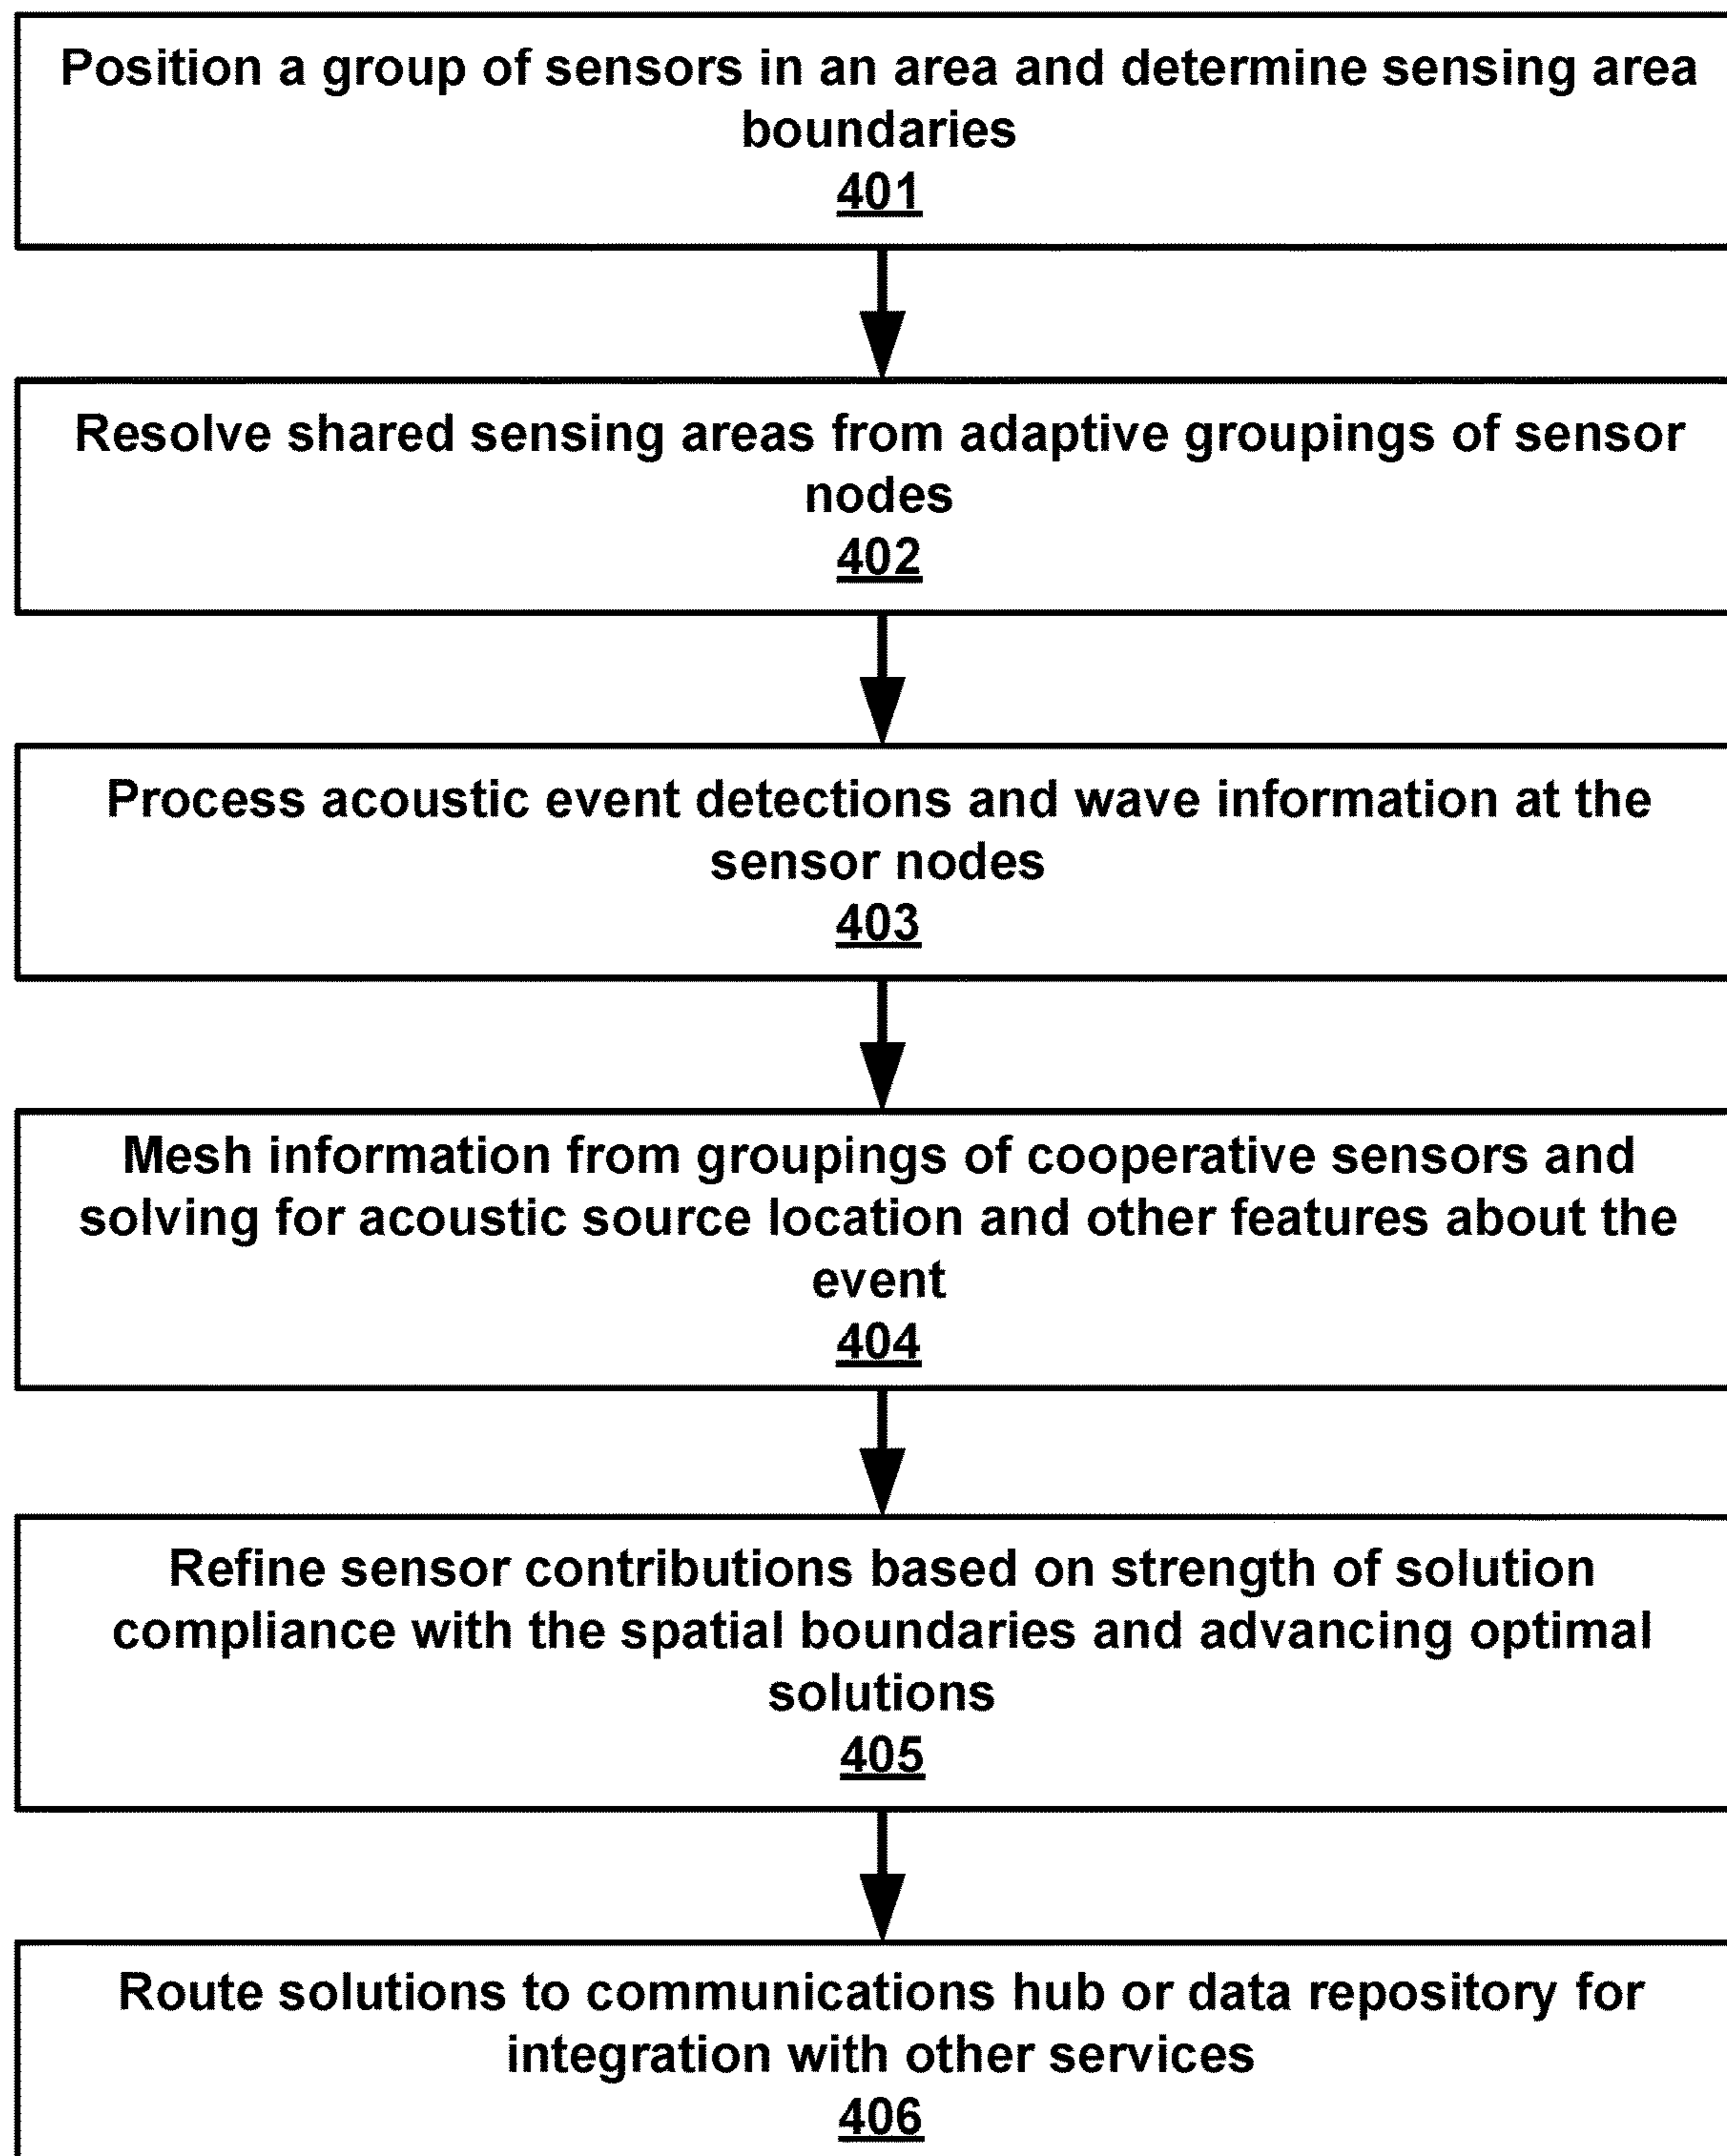 Position a group of sensors in an area and determine sensing area
boundaries
401
Resolve shared sensing areas from adaptive groupings of sensor
nodes
402
Process acoustic event detections and wave information at the
sensor nodes
403
Mesh information from groupings of cooperative sensors and
solving for acoustic source location and other features about the
event
404
Refine sensor contributions based on strength of solution
compliance with the spatial boundaries and advancing optimal
solutions
405
Route solutions to communications hub or data repository for
integration with other services
406